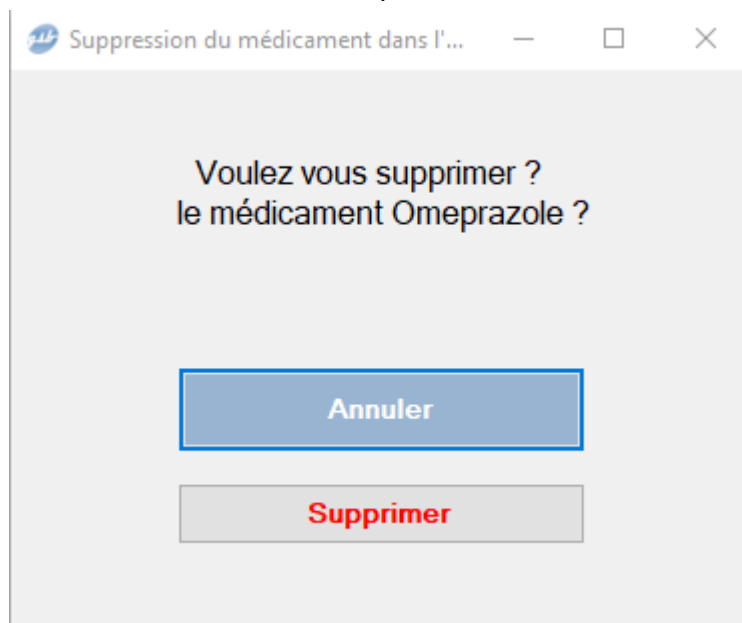 Suppression du médicament dans l'...
Voulez vous supprimer ?
le médicament Omeprazole ?
Annuler
Supprimer